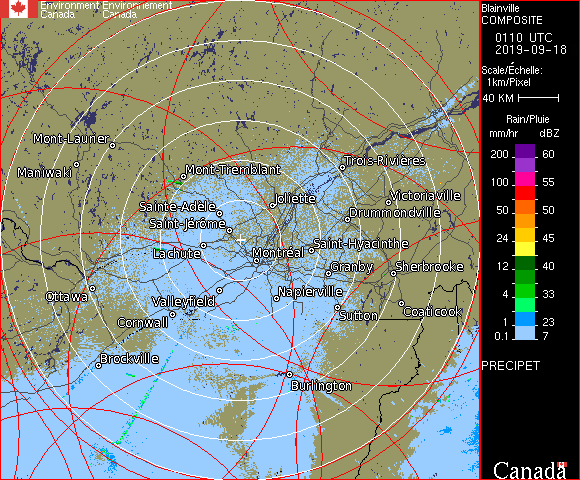 Environment Environnement
Canada Canada
Blainville
COMPOSITE
0110 UTC
2019-09-18
Scale/Échelle:
1km/Pixel
40 KM
Rain/Pluie
mm/hr dBZ
200 60
100 55
50 50
24 45
12 40
4 33
1 23
0.1 7
PRECIPET
Canada
Mont-Laurier
Maniwaki
Mont-Tremblant
Trois-Rivières
Joliette
Victoriaville
Sainte-Adèle
Drummondville
Saint-Jérôme
Lachute
Montréal
Saint-Hyacinthe
Granby
Sherbrooke
Ottawa
Valleyfield
Napierville
Cornwall
Sutton
Coaticook
Brockville
Burlington